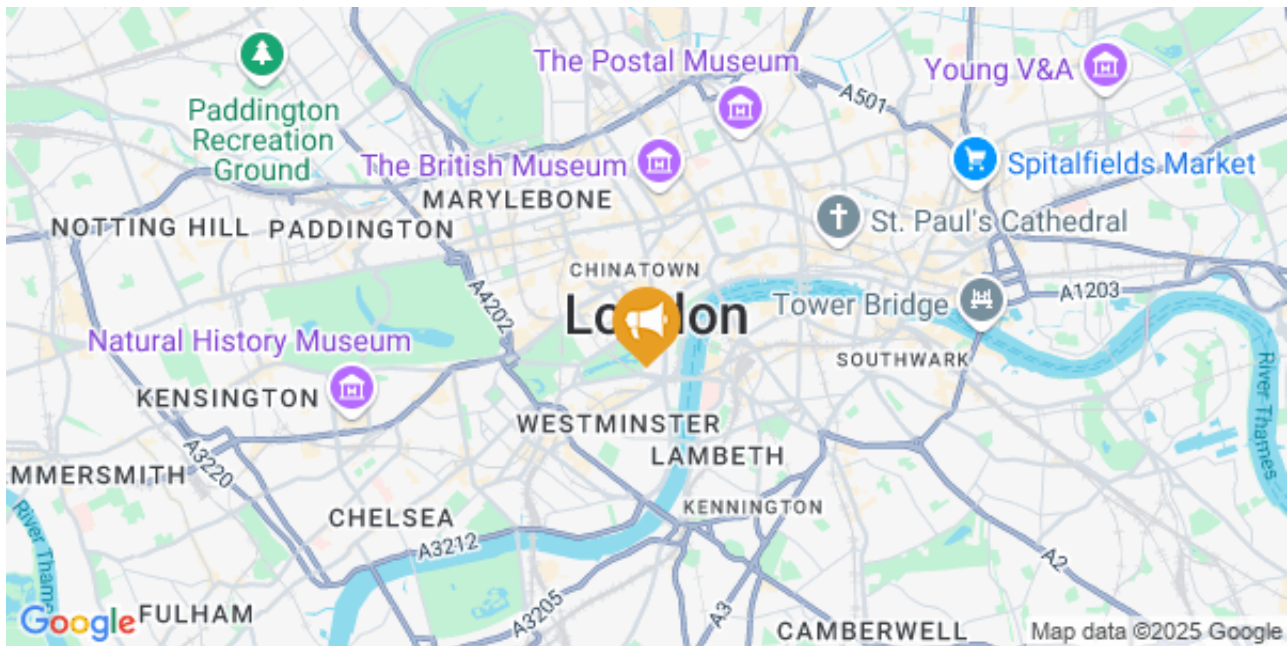 The Postal Museum
Young V&A
A501
Paddington
Recreation
Ground
The British Museum
Spitalfields Market
MARYLEBONE
NOTTING HILL
PADDINGTON
St. Paul's Cathedral
CHINATOWN
A4202
London
Tower Bridge
A1203
Natural History Museum
SOUTHWARK
River Thames
KENSINGTON
WESTMINSTER
LAMBETH
MMERSMITH
A3220
CHELSEA
KENNINGTON
River Tham
A3212
A2
A3205
A3
Google
FULHAM
CAMBERWELL
Map data ©2025 Google